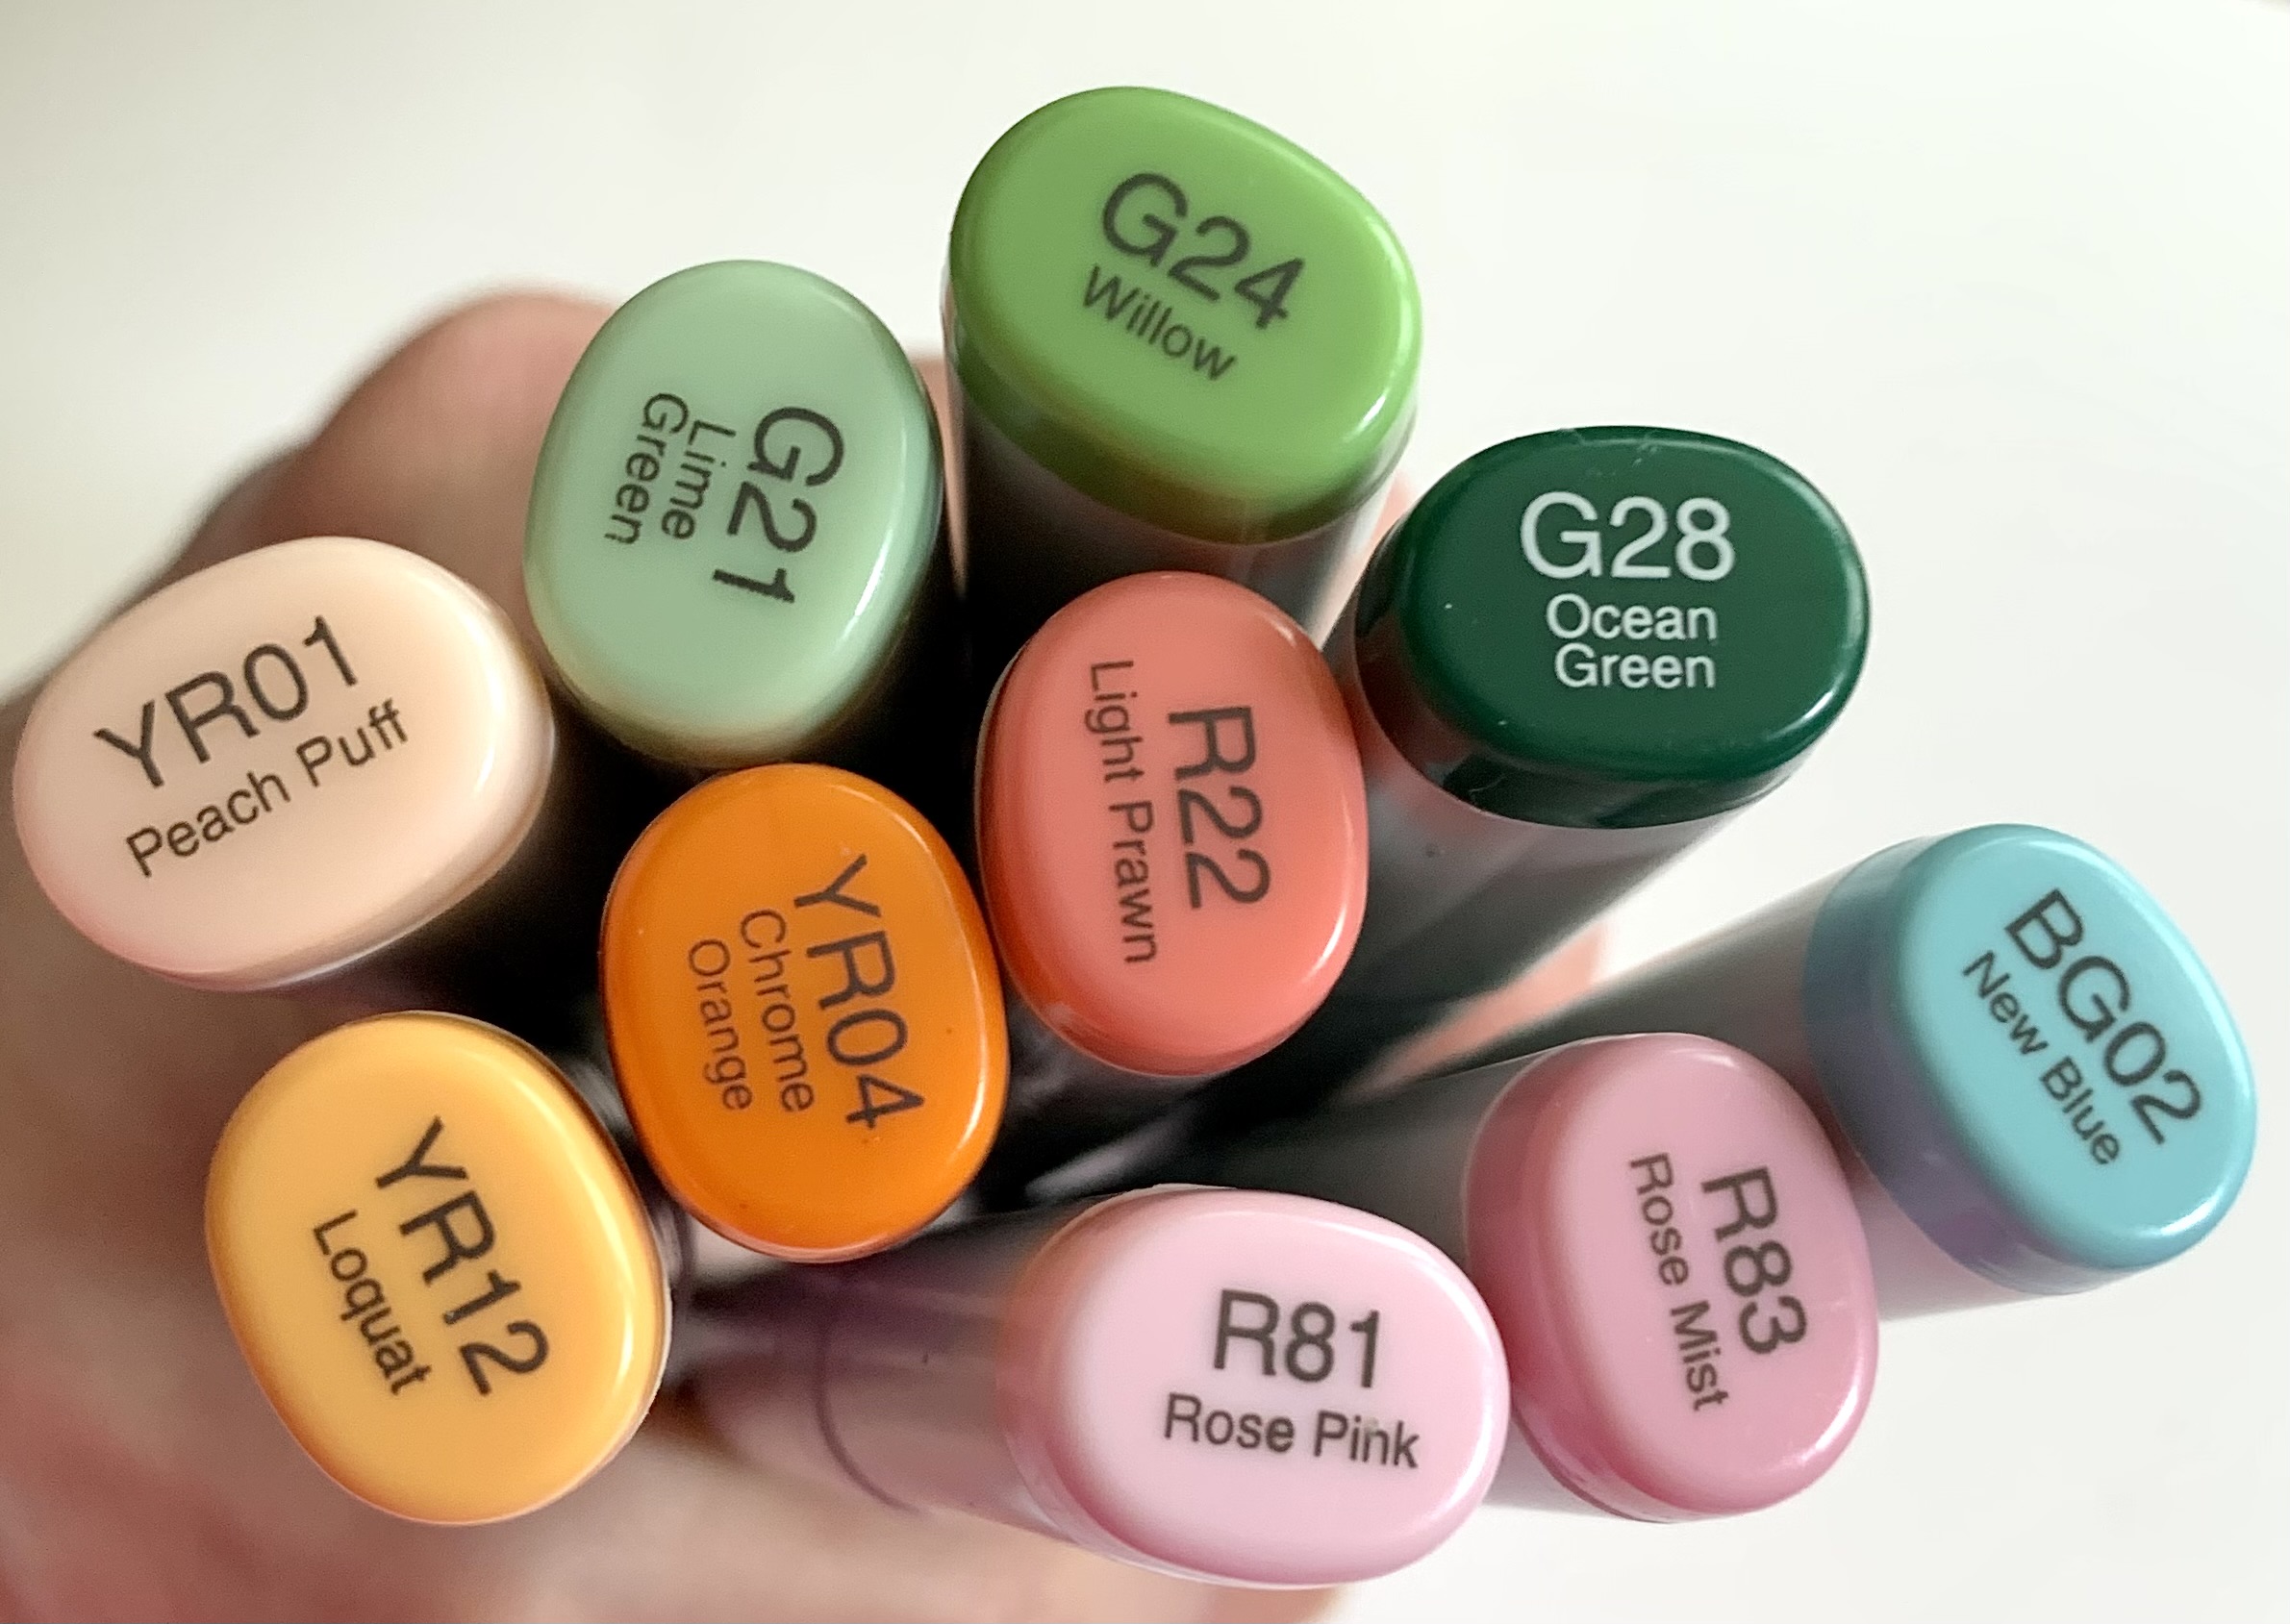 G24
Willow
G21
Lime
Green
G28
Ocean
Green
YR01
Peach Puff
R22
Light Prawn
YR04
Chrome
Orange
BG02
New Blue
YR12
Loquat
R83
Rose Mist
R81
Rose Pink